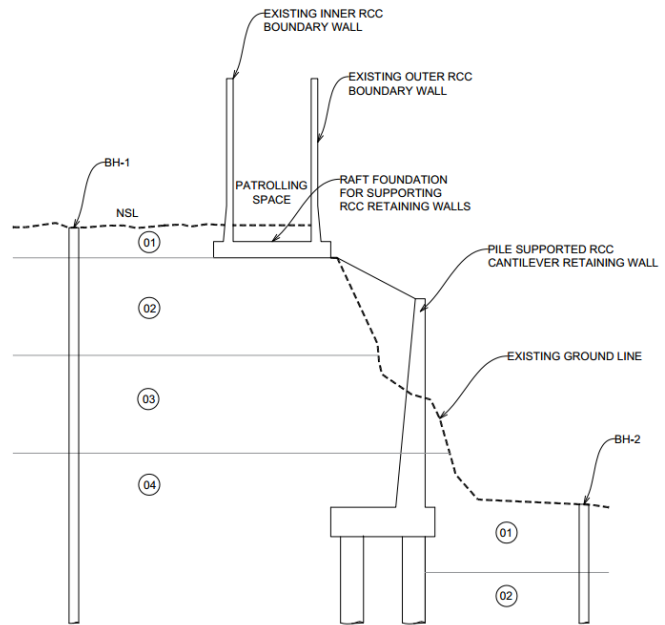 EXISTING INNER RCC
BOUNDARY WALL
EXISTING OUTER RCC
BOUNDARY WALL
BH-1
PATROLLING
SPACE
RAFT FOUNDATION
FOR SUPPORTING
RCC RETAINING WALLS
NSL
01
PILE SUPPORTED RCC
CANTILEVER RETAINING WALL
02
EXISTING GROUND LINE
03
BH-2
04
01
02